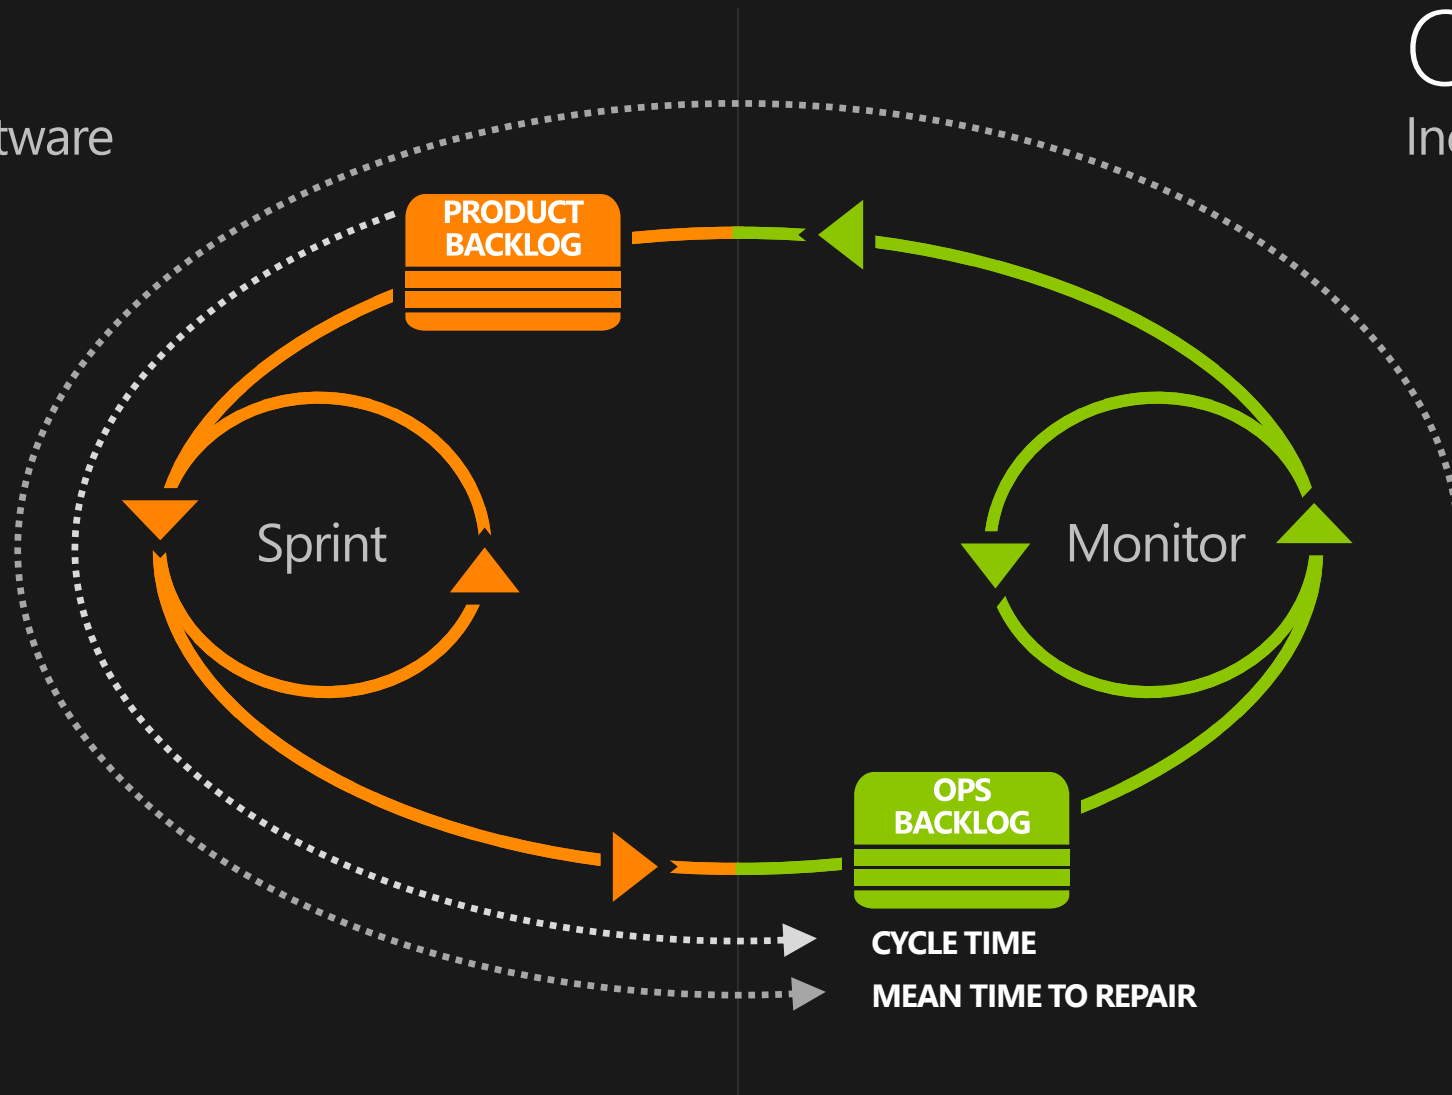 tware
PRODUCT
BACKLOG
Sprint
Monitor
OPS
BACKLOG
CYCLE TIME
MEAN TIME TO REPAIR